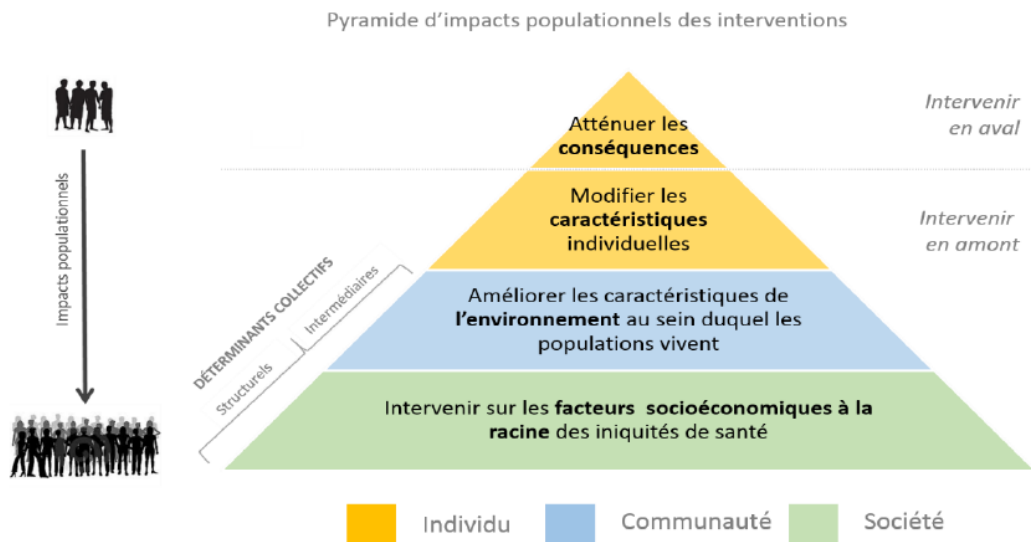 Pyramide d'impacts populationnels des interventions
Intervenir
en aval
Atténuer les
conséquences
Impacts populationnels
Modifier les
caractéristiques
individuelles
Intervenir
en amont
DÉTERMINANTS COLLECTIFS
Intermédiaires
Structurels
Améliorer les caractéristiques de
l'environnement au sein duquel les
populations vivent
Intervenir sur les facteurs socioéconomiques à la
racine des iniquités de santé
Individu
Communauté
Société